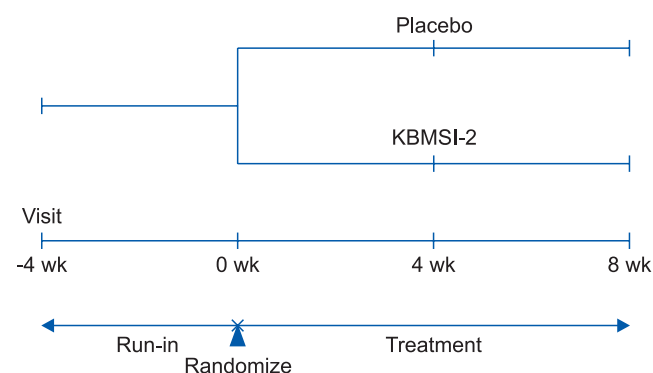 Placebo
KBMSI-2
Visit
-4 wk 0 wk 4 wk 8 wk
Run-in Treatment
Randomize